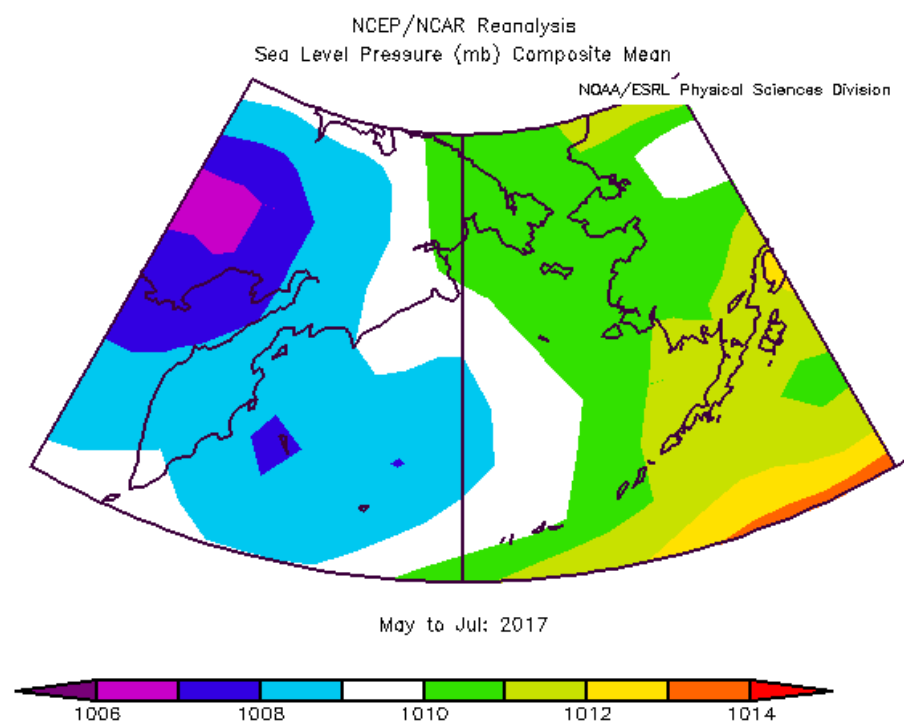 NCEP/NCAR Reanalysis
Sea Level Pressure (mb) Composite Mean
NOAA/ESRL Physical Sciences Division
May to Jul: 2017
1006 1008 1010 1012 1014